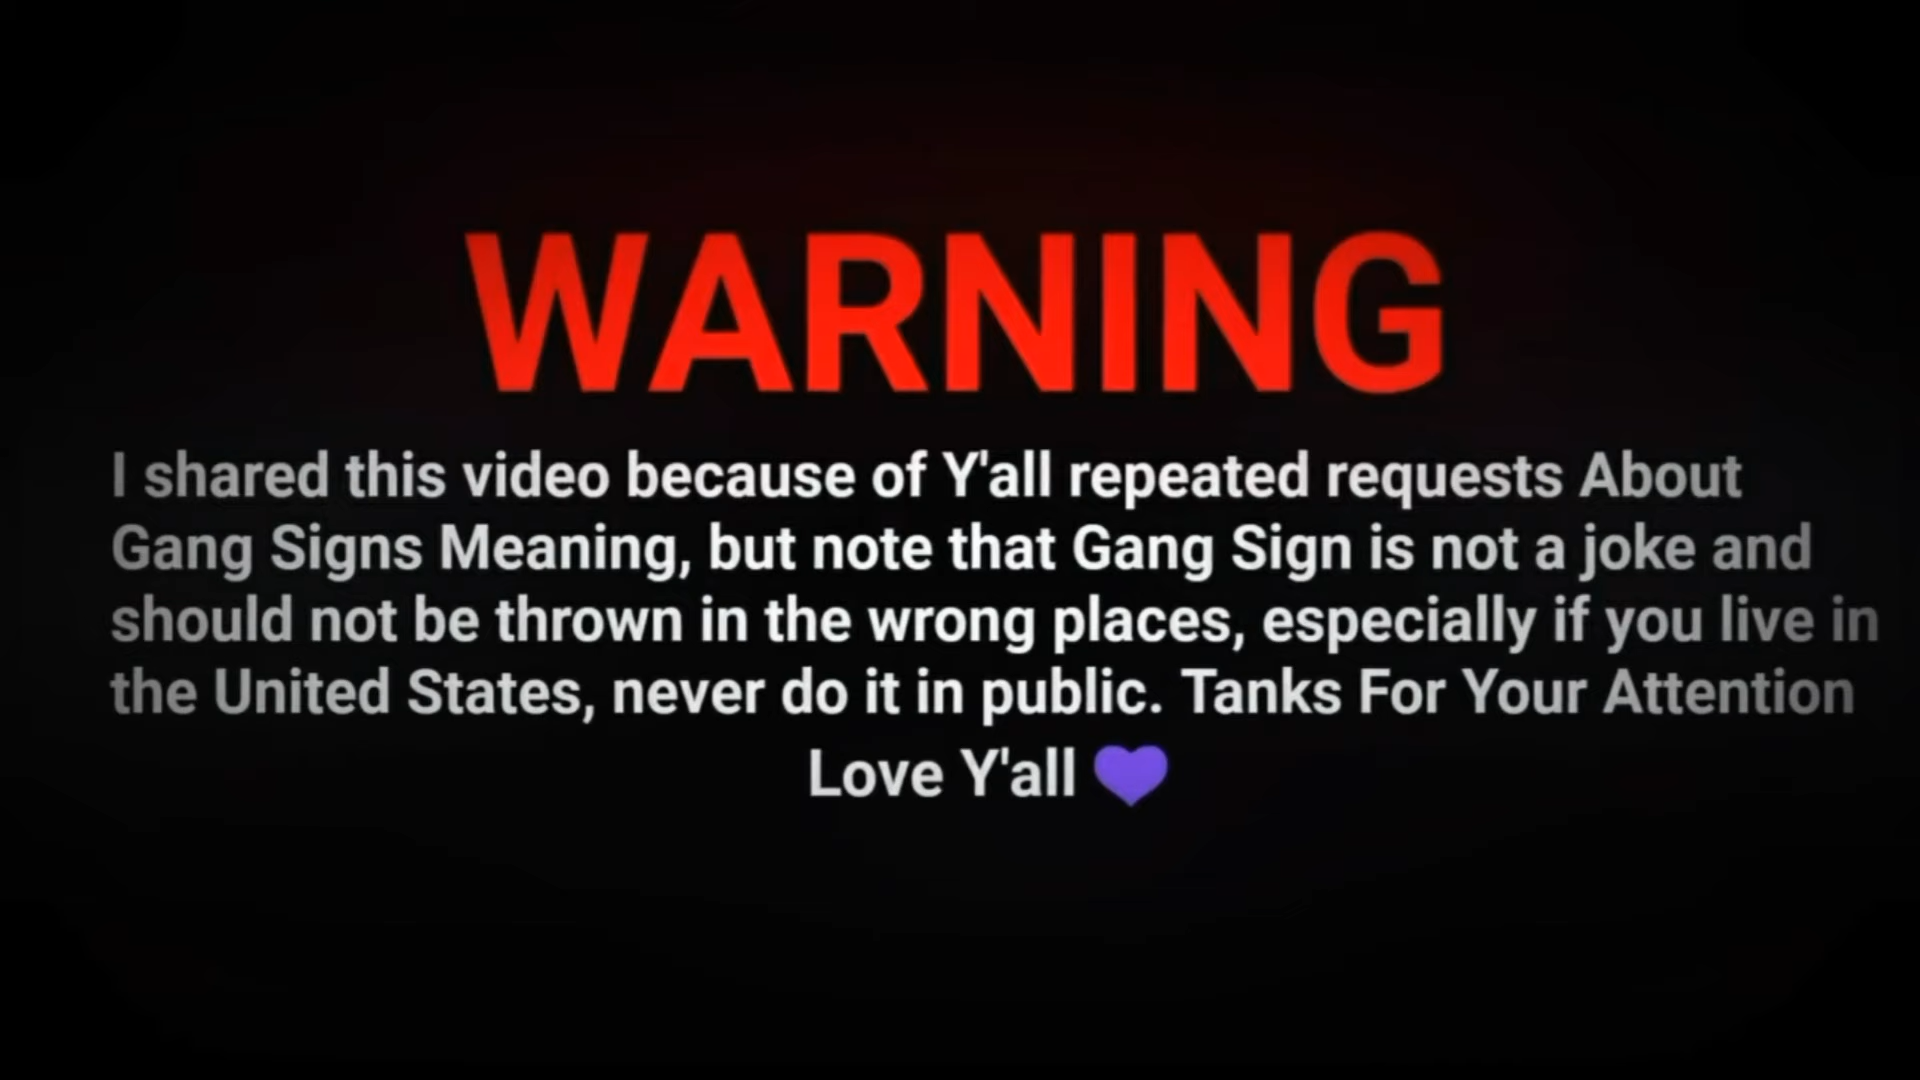 WARNING
I shared this video because of Y'all repeated requests About
Gang Signs Meaning, but note that Gang Sign is not a joke and
should not be thrown in the wrong places, especially if you live in
the United States, never do it in public. Tanks For Your Attention
Love Y'all 💜